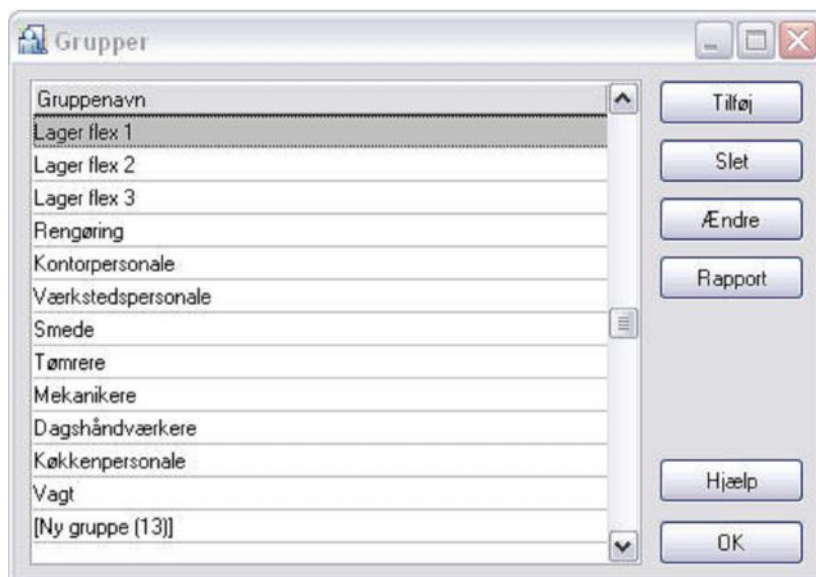 Grupper
Gruppenavn
Lager flex 1
Lager flex 2
Lager flex 3
Rengøring
Kontorpersonale
Værkstedspersonale
Smede
Tømrere
Mekanikere
Dagshåndværkere
Køkkenpersonale
Vagt
[Ny gruppe (13)]
Tilføj
Slet
Ændre
Rapport
Hjælp
OK